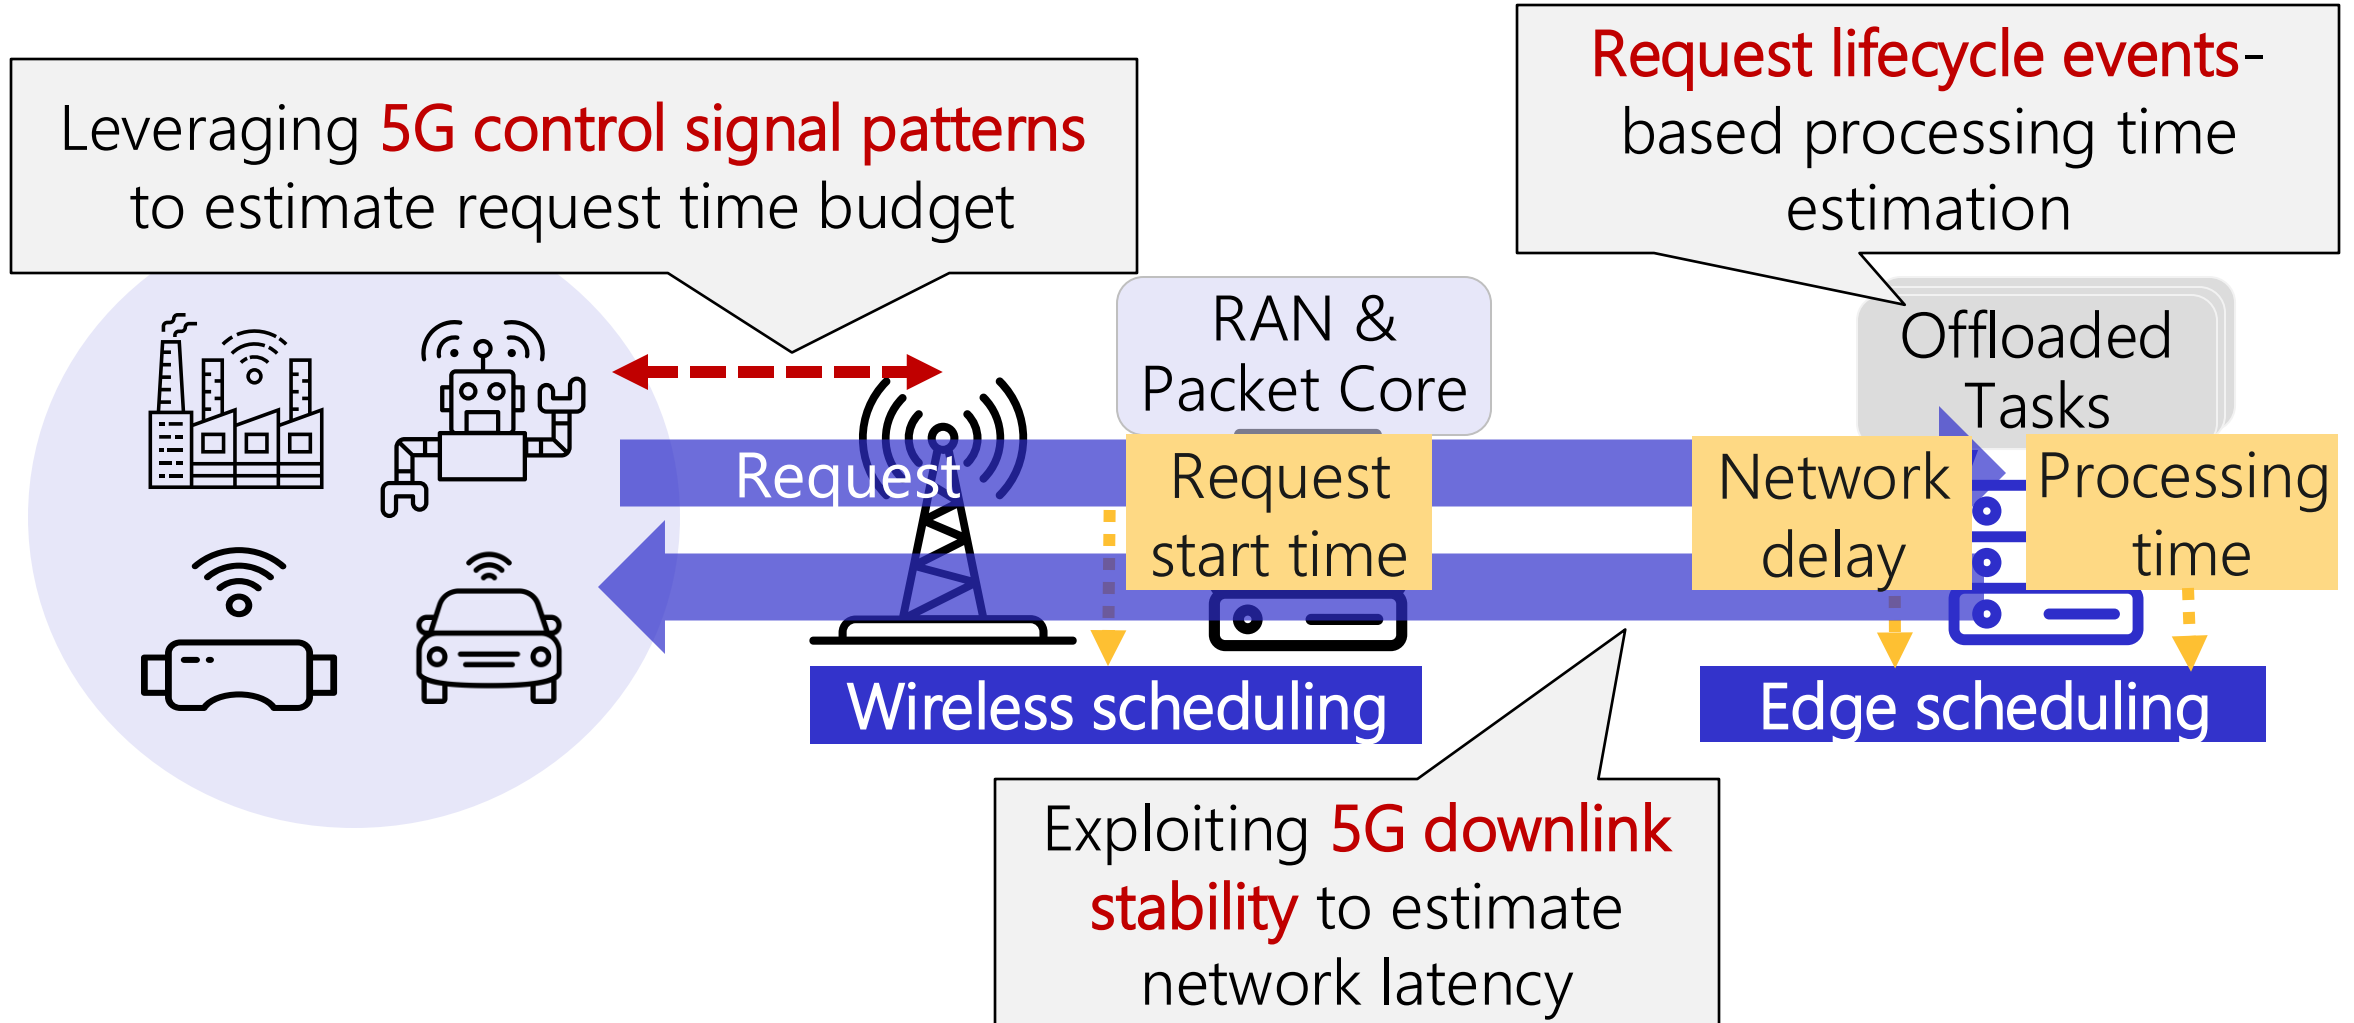 Leveraging 5G control signal patterns
to estimate request time budget
Request lifecycle events-
based processing time
estimation
RAN &
Packet Core
Offloaded
Tasks
Request
Request
start time
Network
delay
Processing
time
Wireless scheduling
Edge scheduling
Exploiting 5G downlink
stability to estimate
network latency